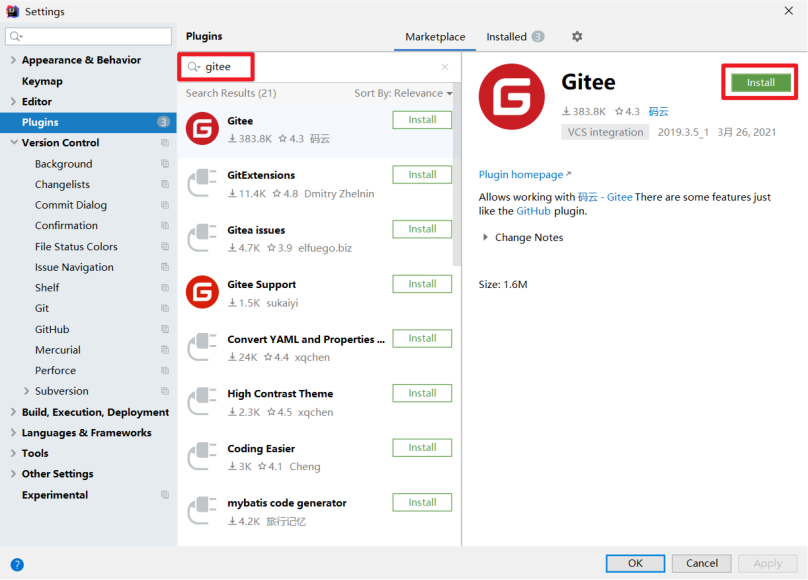 Settings
Plugins
Marketplace
Installed 3
Appearance & Behavior
Keymap
Editor
Plugins 3
Version Control
Background
Changelists
Commit Dialog
Confirmation
File Status Colors
Issue Navigation
Shelf
Git
GitHub
Mercurial
Perforce
Subversion
Build, Execution, Deployment
Languages & Frameworks
Tools
Other Settings
Experimental
gitee
Search Results (21) Sort By: Relevance
Gitee Install
383.8K 4.3 码云
GitExtensions Install
11.4K 4.8 Dmitry Zhelnin
Gitea issues Install
4.7K 3.9 elfuego.biz
Gitee Support Install
1.5K sukaiyi
Convert YAML and Properties ... Install
24K 4.4 xqchen
High Contrast Theme Install
2.3K 4.5 xqchen
Coding Easier Install
3K 4.1 Cheng
mybatis code generator Install
4.2K 旅行记忆
Gitee Install
383.8K 4.3 码云
VCS integration 2019.3.5_1 3月 26, 2021
Plugin homepage
Allows working with 码云 - Gitee There are some features just
like the GitHub plugin.
Change Notes
Size: 1.6M
? OK Cancel Apply